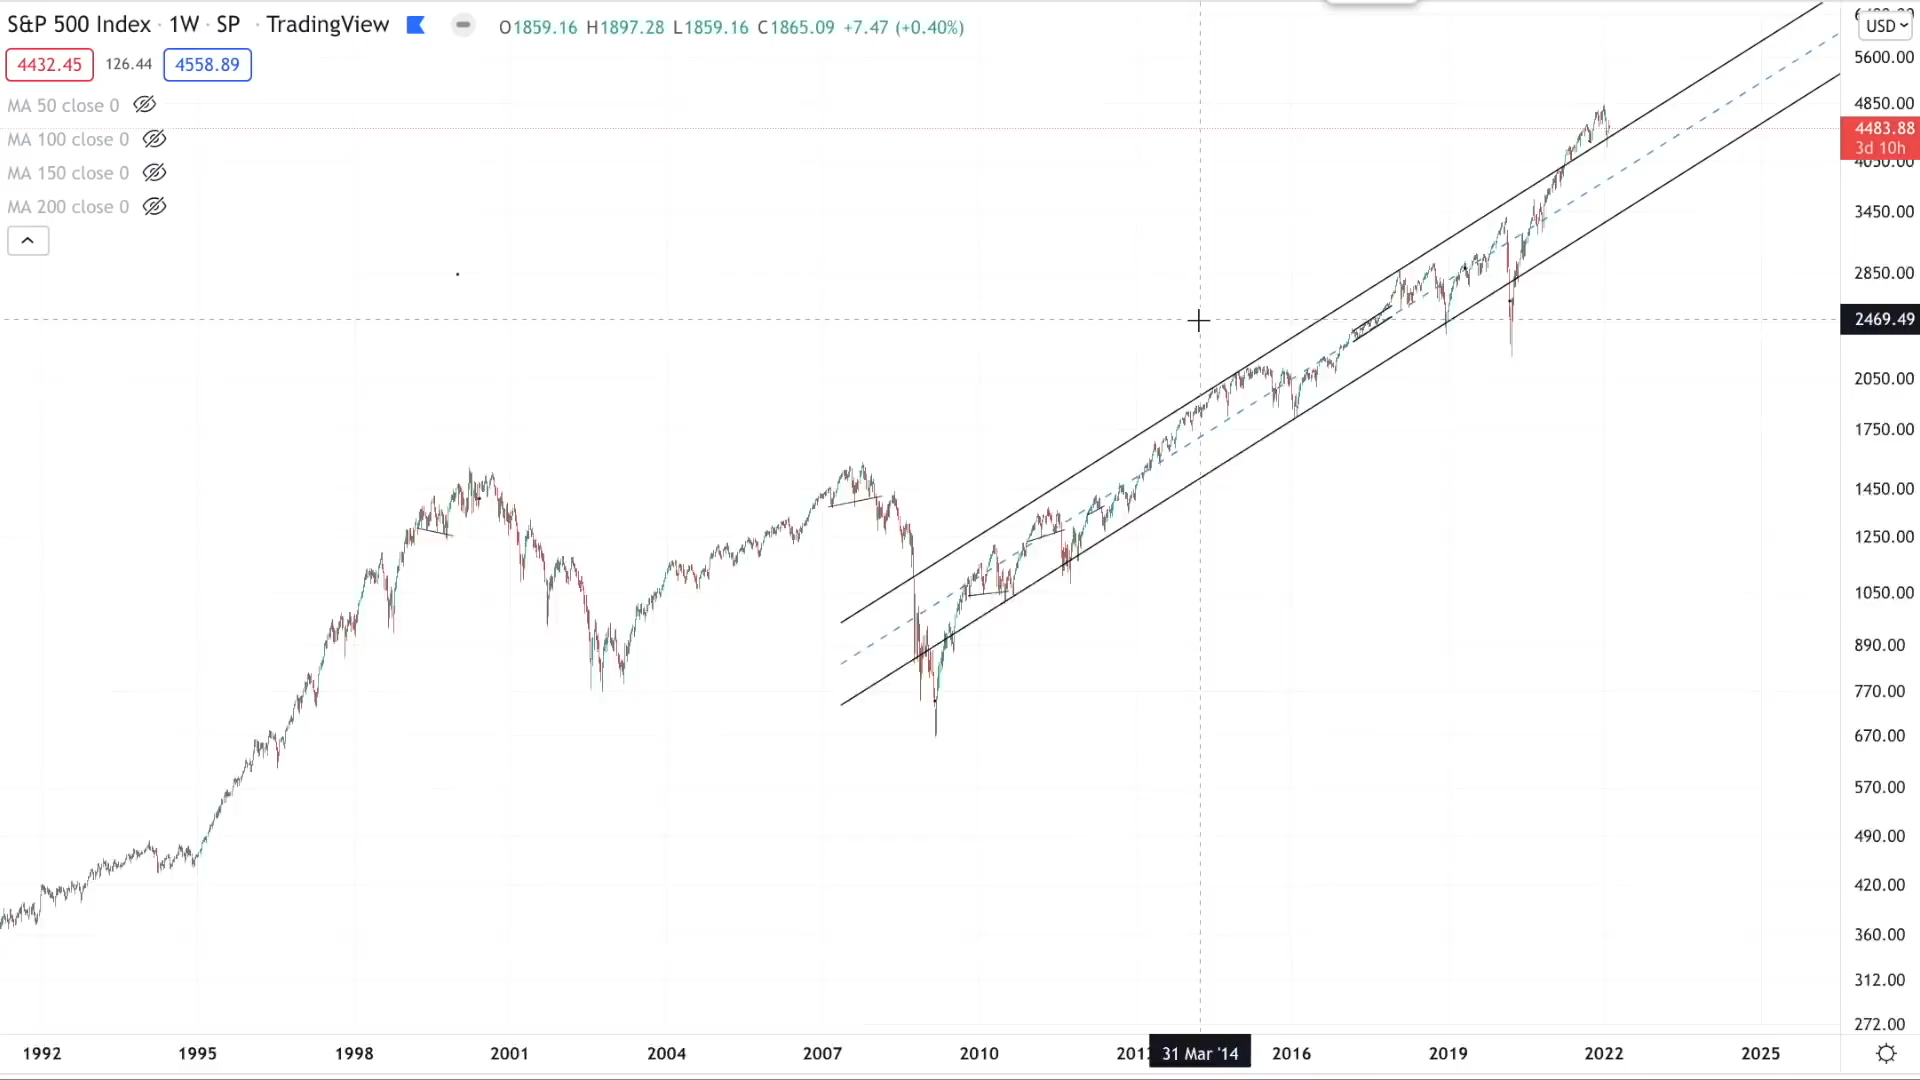 S&P 500 Index · 1W · SP · TradingView O1859.16 H1897.28 L1859.16 C1865.09 +7.47 (+0.40%)
USD
4432.45 126.44 4558.89
5600.00
MA 50 close 0
4850.00
MA 100 close 0
4483.88
3d 10h
MA 150 close 0
MA 200 close 0
3450.00
2850.00
2469.49
2050.00
1750.00
1450.00
1250.00
1050.00
890.00
770.00
670.00
570.00
490.00
420.00
360.00
312.00
272.00
1992 1995 1998 2001 2004 2007 2010 31 Mar '14 2016 2019 2022 2025